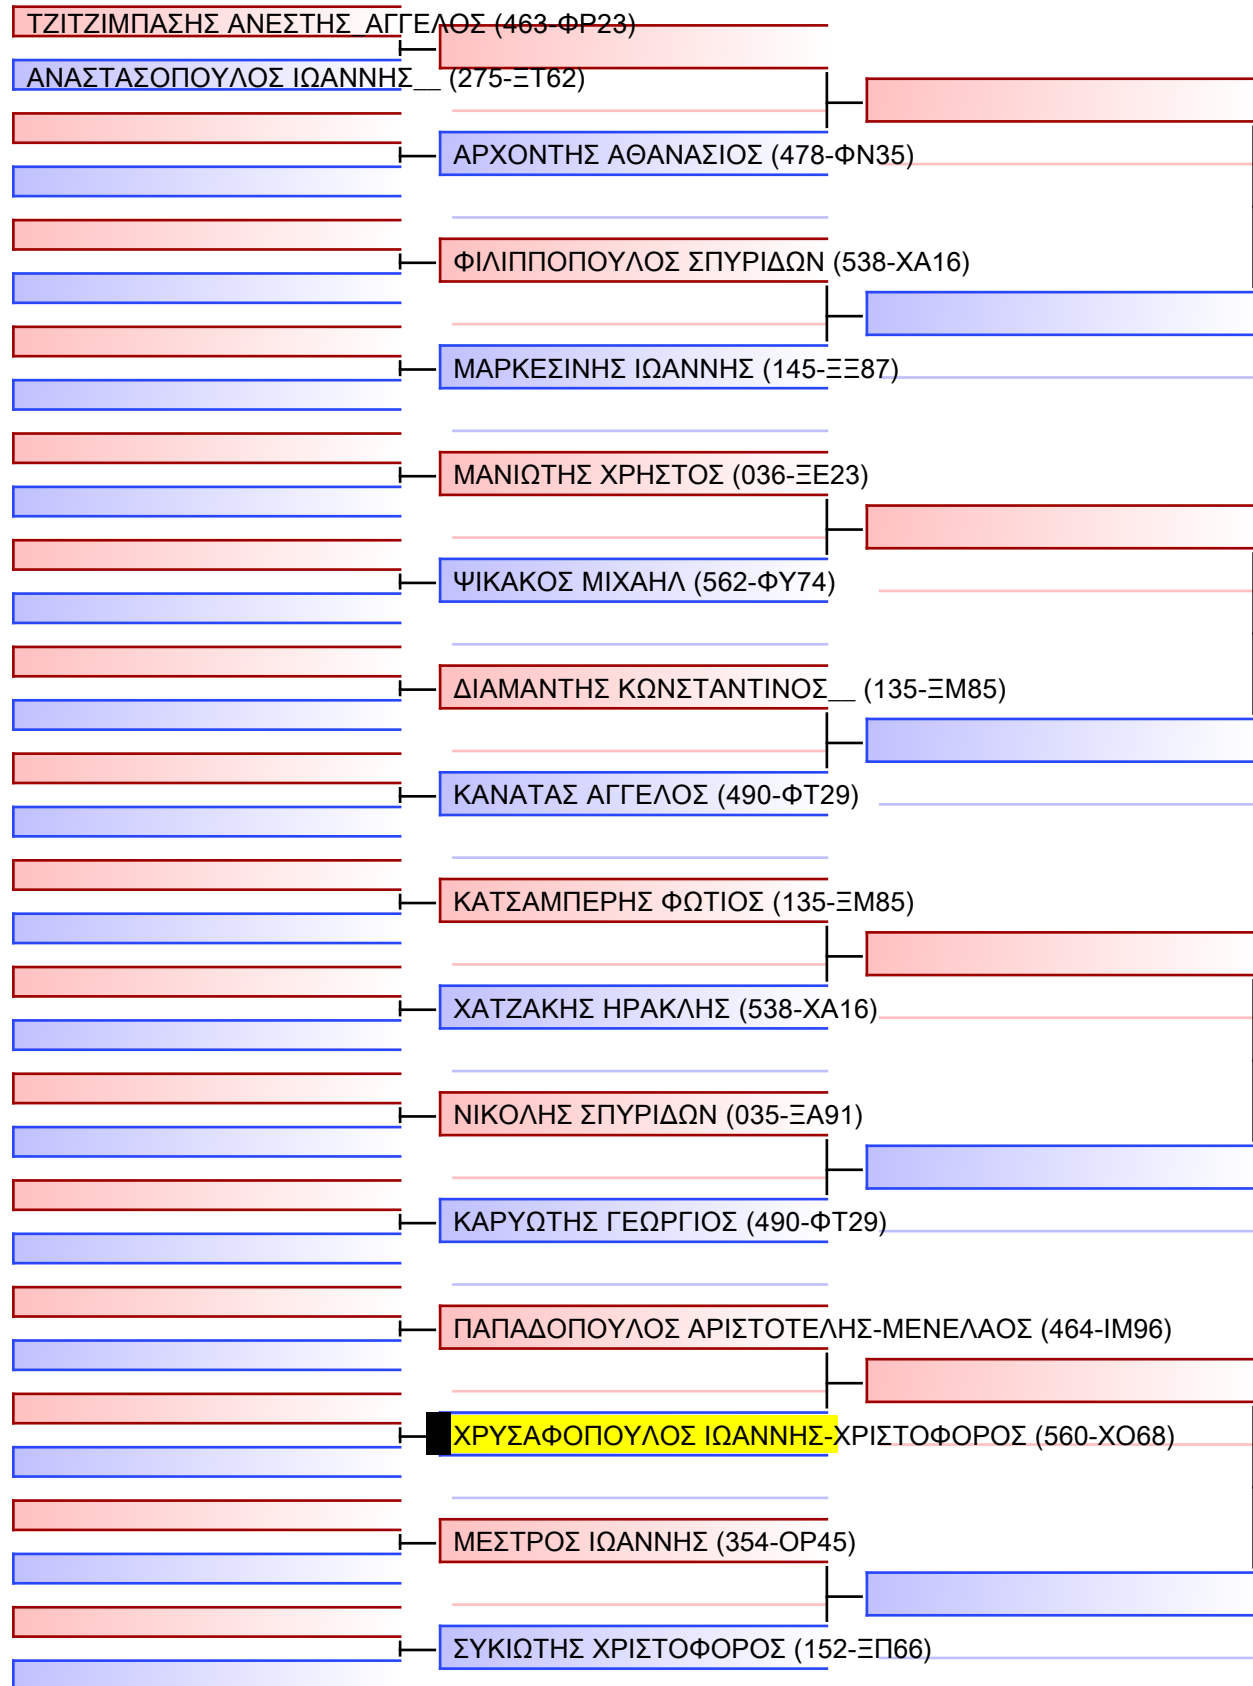 ΤΖΙΤΖΙΜΠΑΣΗΣ ΑΝΕΣΤΗΣ_ΑΓΓΕΛΟΣ (463-ΦΡ23)
ΑΝΑΣΤΑΣΟΠΟΥΛΟΣ ΙΩΑΝΝΗΣ__ (275-ΞΤ62)
ΑΡΧΟΝΤΗΣ ΑΘΑΝΑΣΙΟΣ (478-ΦΝ35)
ΦΙΛΙΠΠΟΠΟΥΛΟΣ ΣΠΥΡΙΔΩΝ (538-ΧΑ16)
ΜΑΡΚΕΣΙΝΗΣ ΙΩΑΝΝΗΣ (145-ΞΞ87)
ΜΑΝΙΩΤΗΣ ΧΡΗΣΤΟΣ (036-ΞΕ23)
ΨΙΚΑΚΟΣ ΜΙΧΑΗΛ (562-ΦΥ74)
ΔΙΑΜΑΝΤΗΣ ΚΩΝΣΤΑΝΤΙΝΟΣ__ (135-ΞΜ85)
ΚΑΝΑΤΑΣ ΑΓΓΕΛΟΣ (490-ΦΤ29)
ΚΑΤΣΑΜΠΕΡΗΣ ΦΩΤΙΟΣ (135-ΞΜ85)
ΧΑΤΖΑΚΗΣ ΗΡΑΚΛΗΣ (538-ΧΑ16)
ΝΙΚΟΛΗΣ ΣΠΥΡΙΔΩΝ (035-ΞΑ91)
ΚΑΡΥΩΤΗΣ ΓΕΩΡΓΙΟΣ (490-ΦΤ29)
ΠΑΠΑΔΟΠΟΥΛΟΣ ΑΡΙΣΤΟΤΕΛΗΣ-ΜΕΝΕΛΑΟΣ (464-ΙΜ96)
ΧΡΥΣΑΦΟΠΟΥΛΟΣ ΙΩΑΝΝΗΣ-ΧΡΙΣΤΟΦΟΡΟΣ (560-ΧΟ68)
ΜΕΣΤΡΟΣ ΙΩΑΝΝΗΣ (354-ΟΡ45)
ΣΥΚΙΩΤΗΣ ΧΡΙΣΤΟΦΟΡΟΣ (152-ΞΠ66)